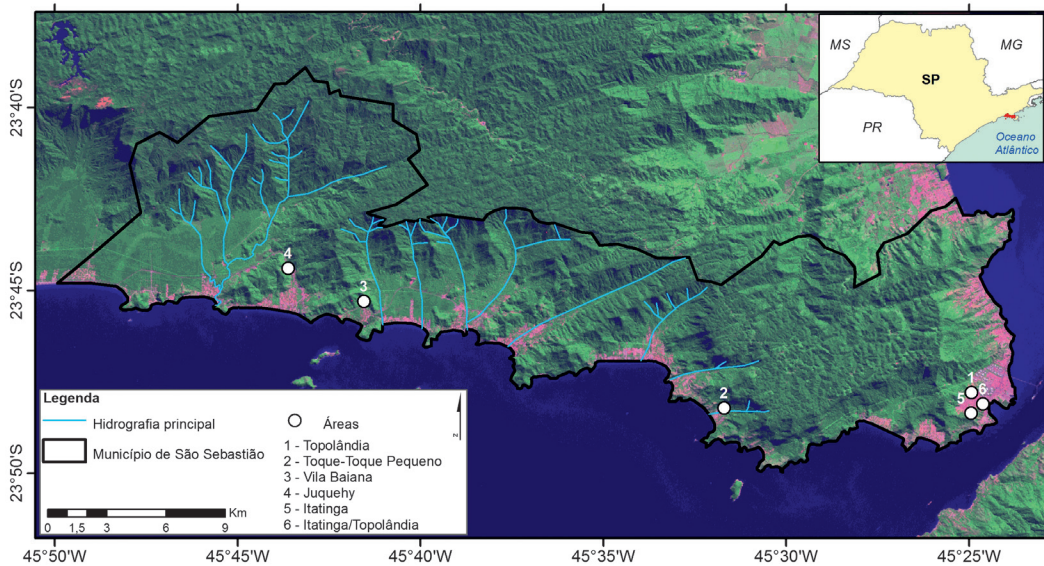 MS
MG
SP
PR
Oceano
Atlântico
23°40'S
23°45'S
23°50'S
4
3
2
1
6
5
Legenda
Hidrografia principal
Município de São Sebastião
Áreas
1 - Topolândia
2 - Toque-Toque Pequeno
3 - Vila Baiana
4 - Juquehy
5 - Itatinga
6 - Itatinga/Topolândia
z
Km
0 1,5 3 6 9
45°50'W 45°45'W 45°40'W 45°35'W 45°30'W 45°25'W